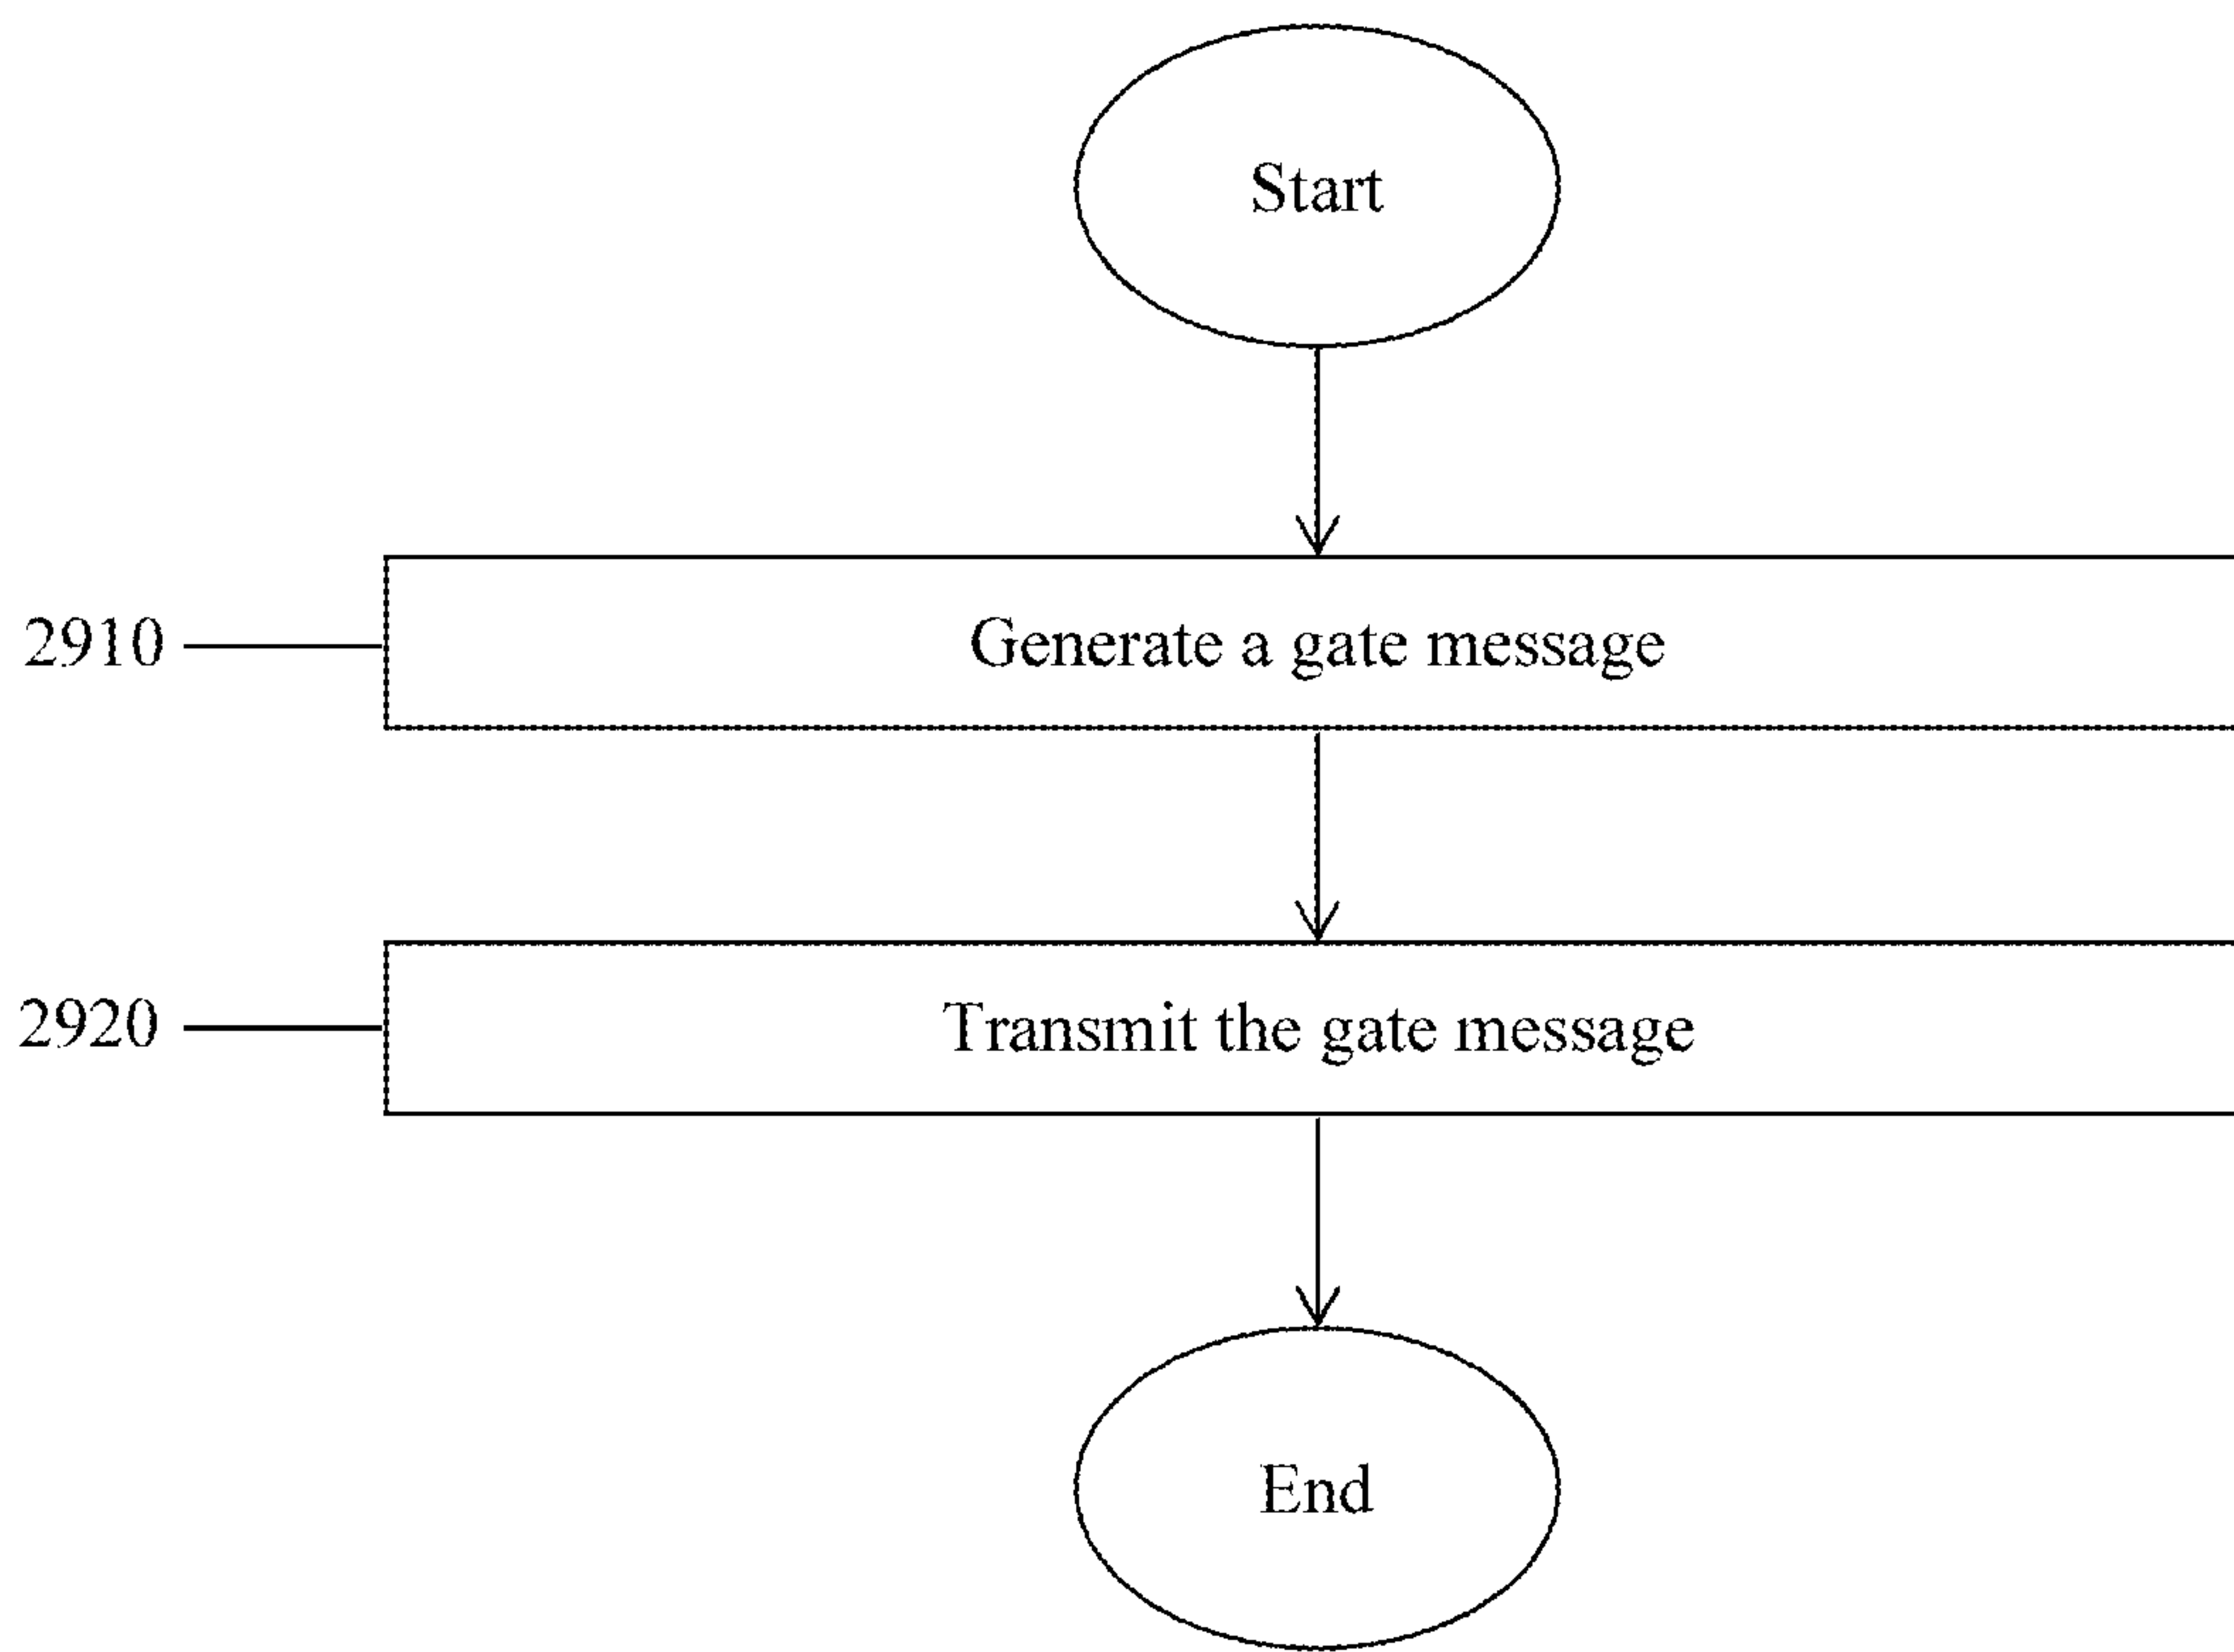 Start
2910
Generate a gate message
2920
Transmit the gate message
End